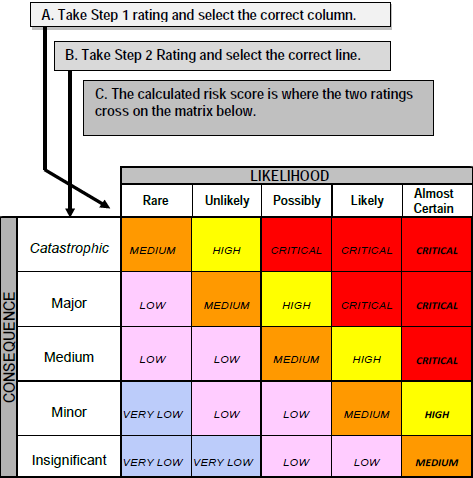 A. Take Step 1 rating and select the correct column.
B. Take Step 2 Rating and select the correct line.
C. The calculated risk score is where the two ratings
cross on the matrix below.
LIKELIHOOD
Rare Unlikely Possibly Likely Almost
Certain
CONSEQUENCE
Catastrophic MEDIUM HIGH CRITICAL CRITICAL CRITICAL
Major LOW MEDIUM HIGH CRITICAL CRITICAL
Medium LOW LOW MEDIUM HIGH CRITICAL
Minor VERY LOW LOW LOW MEDIUM HIGH
Insignificant VERY LOW VERY LOW LOW LOW MEDIUM